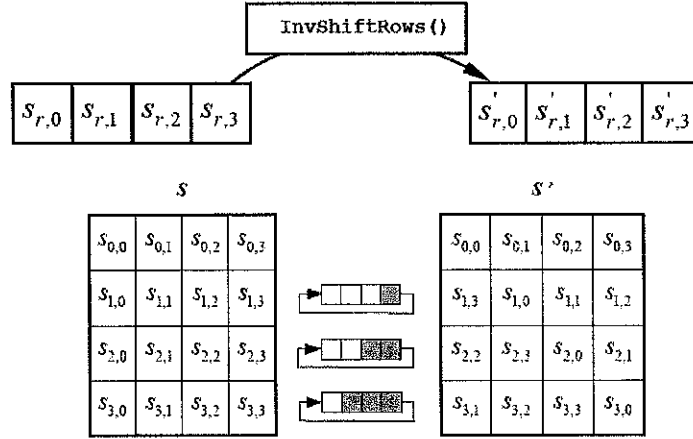 InvShiftRows()
S_{r,0} S_{r,1} S_{r,2} S_{r,3} S'_{r,0} S'_{r,1} S'_{r,2} S'_{r,3}
S S'
S_{0,0} S_{0,1} S_{0,2} S_{0,3} S_{0,0} S_{0,1} S_{0,2} S_{0,3}
S_{1,0} S_{1,1} S_{1,2} S_{1,3} S_{1,3} S_{1,0} S_{1,1} S_{1,2}
S_{2,0} S_{2,1} S_{2,2} S_{2,3} S_{2,2} S_{2,3} S_{2,0} S_{2,1}
S_{3,0} S_{3,1} S_{3,2} S_{3,3} S_{3,1} S_{3,2} S_{3,3} S_{3,0}